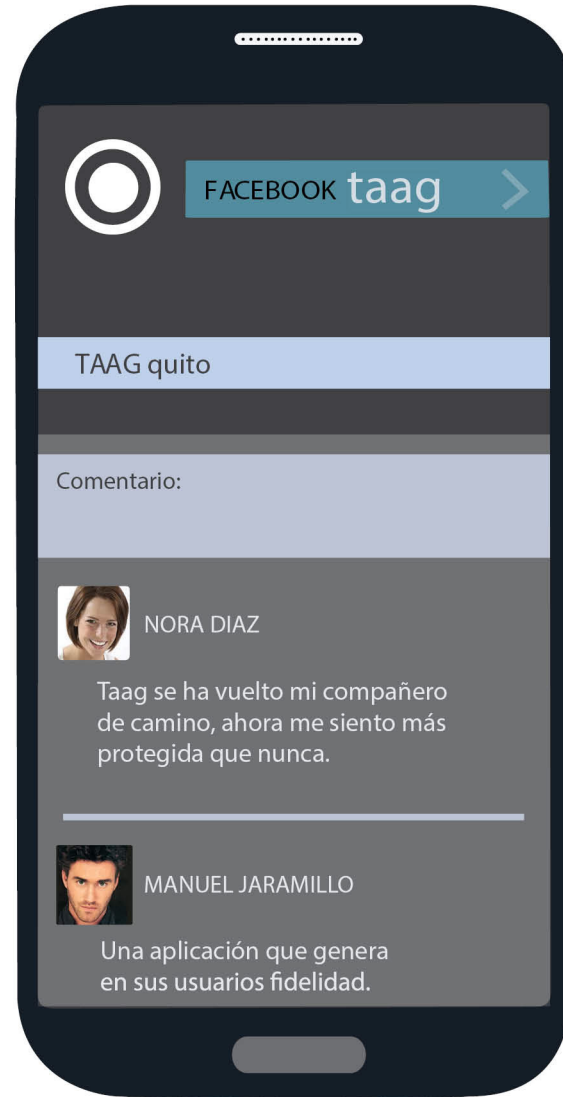 FACEBOOK taag
TAAG quito
Comentario:
NORA DIAZ
Taag se ha vuelto mi compañero
de camino, ahora me siento más
protegida que nunca.
MANUEL JARAMILLO
Una aplicación que genera
en sus usuarios fidelidad.